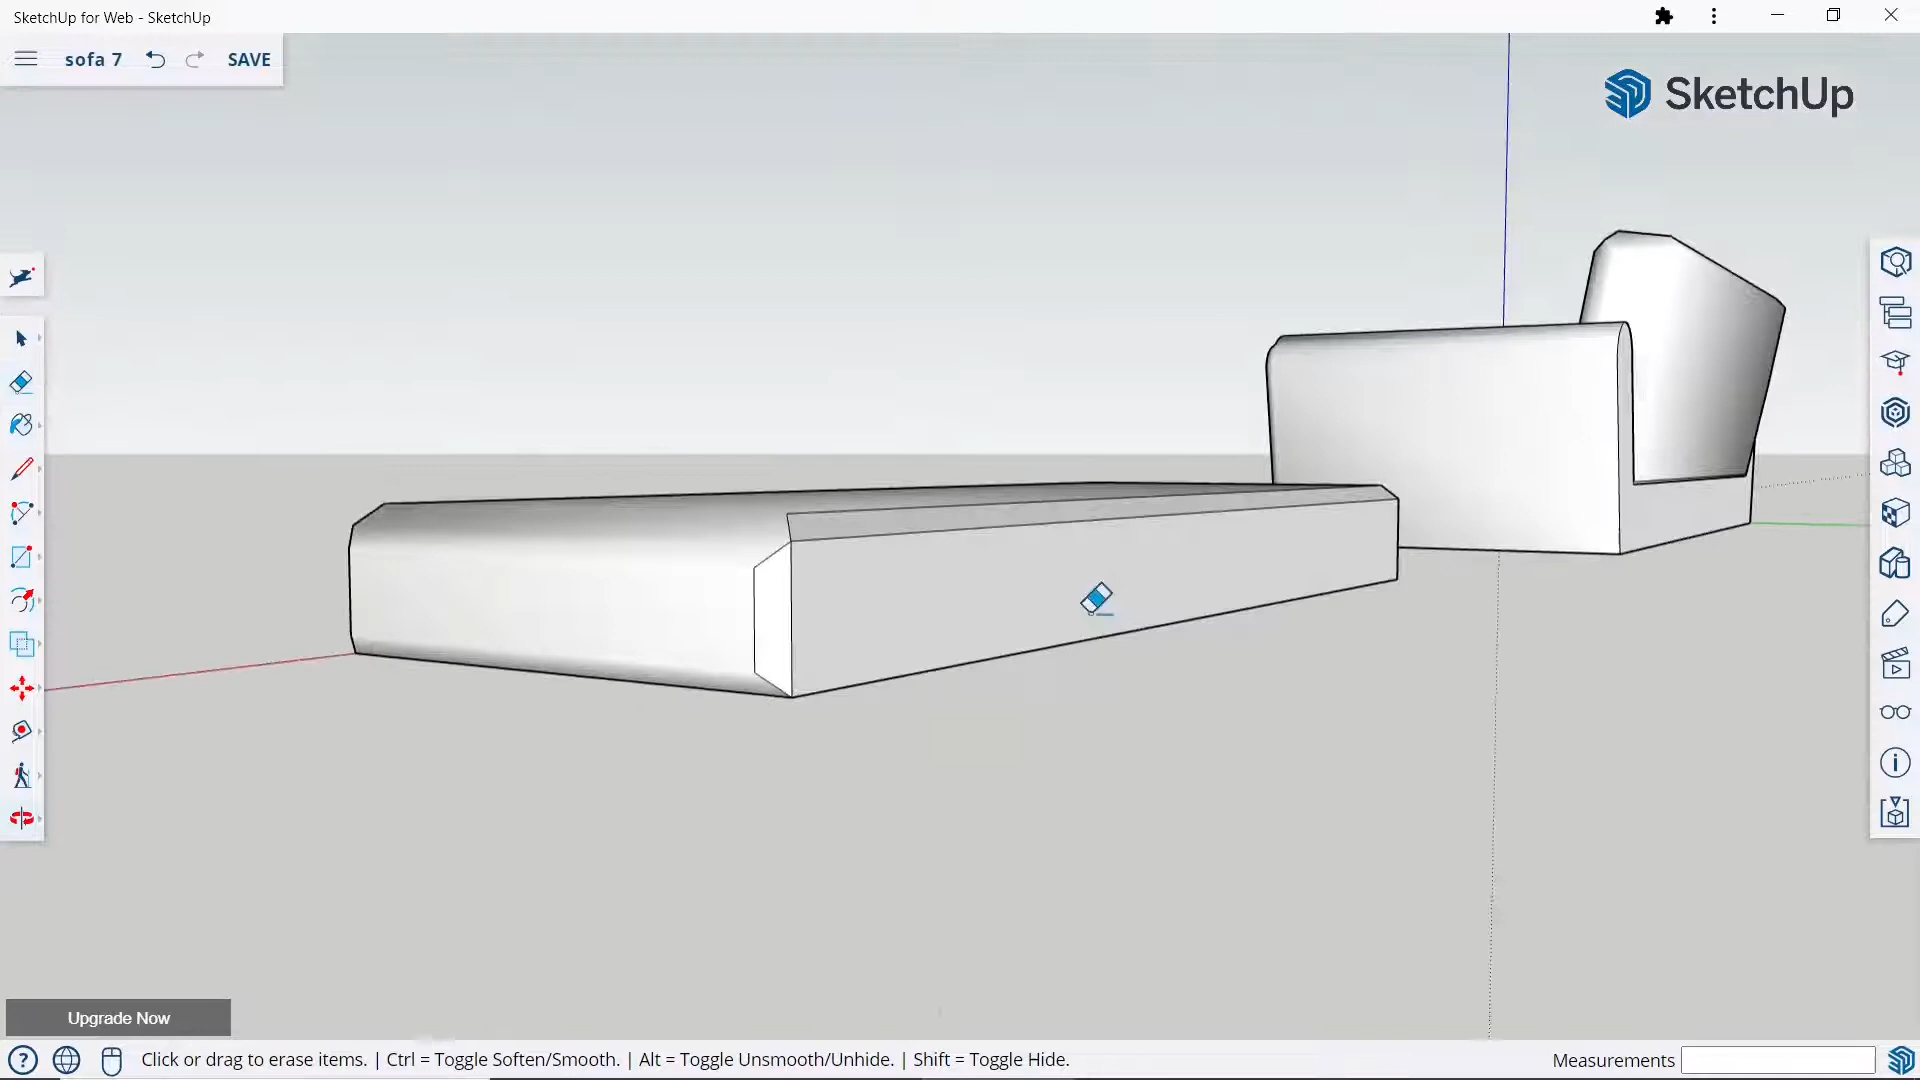 SketchUp for Web - SketchUp
sofa 7 SAVE
SketchUp
Upgrade Now
Click or drag to erase items. | Ctrl = Toggle Soften/Smooth. | Alt = Toggle Unsmooth/Unhide. | Shift = Toggle Hide. Measurements